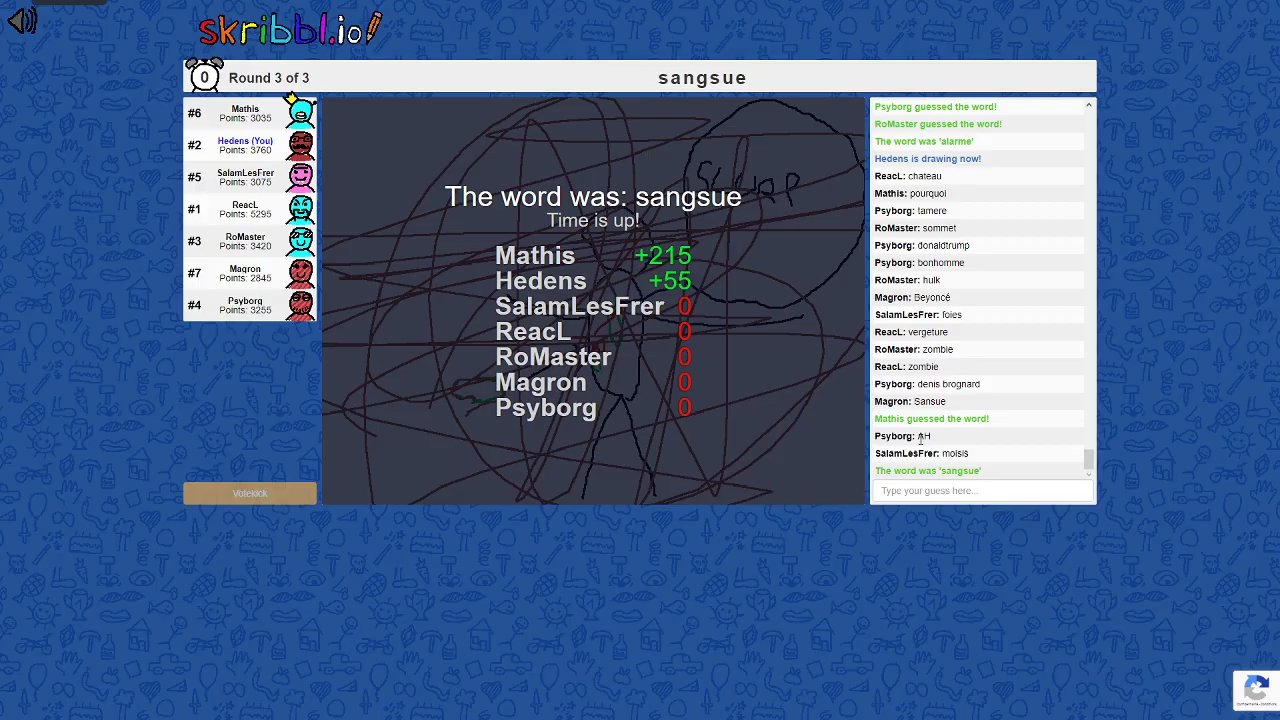 skribbl.io
0
Round 3 of 3
sangsue
#6
Mathis
Points: 3035
#2
Hedens (You)
Points: 3760
#5
SalamLesFrer
Points: 3075
#1
ReacL
Points: 5295
#3
RoMaster
Points: 3420
#7
Magron
Points: 2845
#4
Psyborg
Points: 3255
Votekick
The word was: sangsue
Time is up!
Mathis +215
Hedens +55
SalamLesFrer 0
ReacL 0
RoMaster 0
Magron 0
Psyborg 0
Psyborg guessed the word!
RoMaster guessed the word!
The word was 'alarme'
Hedens is drawing now!
ReacL: chateau
Mathis: pourquoi
Psyborg: tamere
RoMaster: sommet
Psyborg: donaldtrump
Psyborg: bonhomme
RoMaster: hulk
Magron: Beyoncé
SalamLesFrer: foies
ReacL: vergeture
RoMaster: zombie
ReacL: zombie
Psyborg: denis brognard
Magron: Sansue
Mathis guessed the word!
Psyborg: AH
SalamLesFrer: moisis
The word was 'sangsue'
Type your guess here...